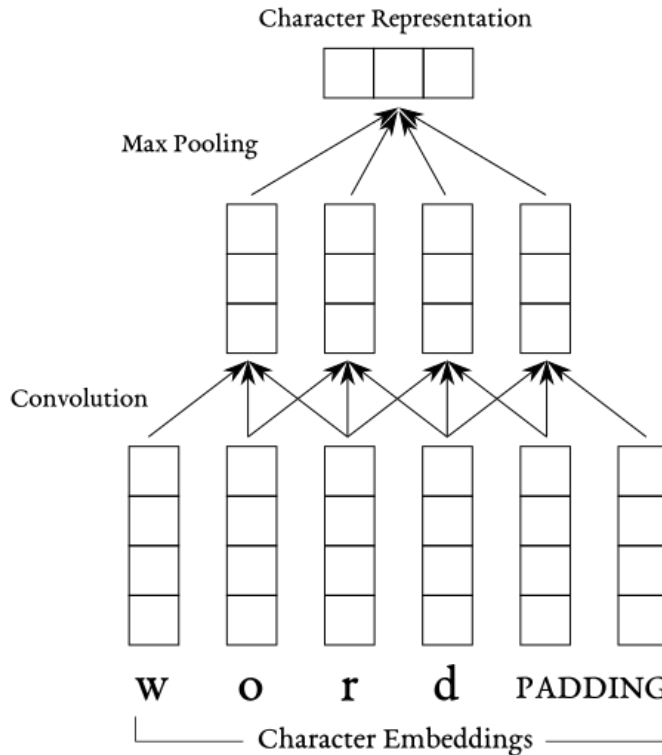 Character Representation
Max Pooling
Convolution
w o r d PADDING
Character Embeddings